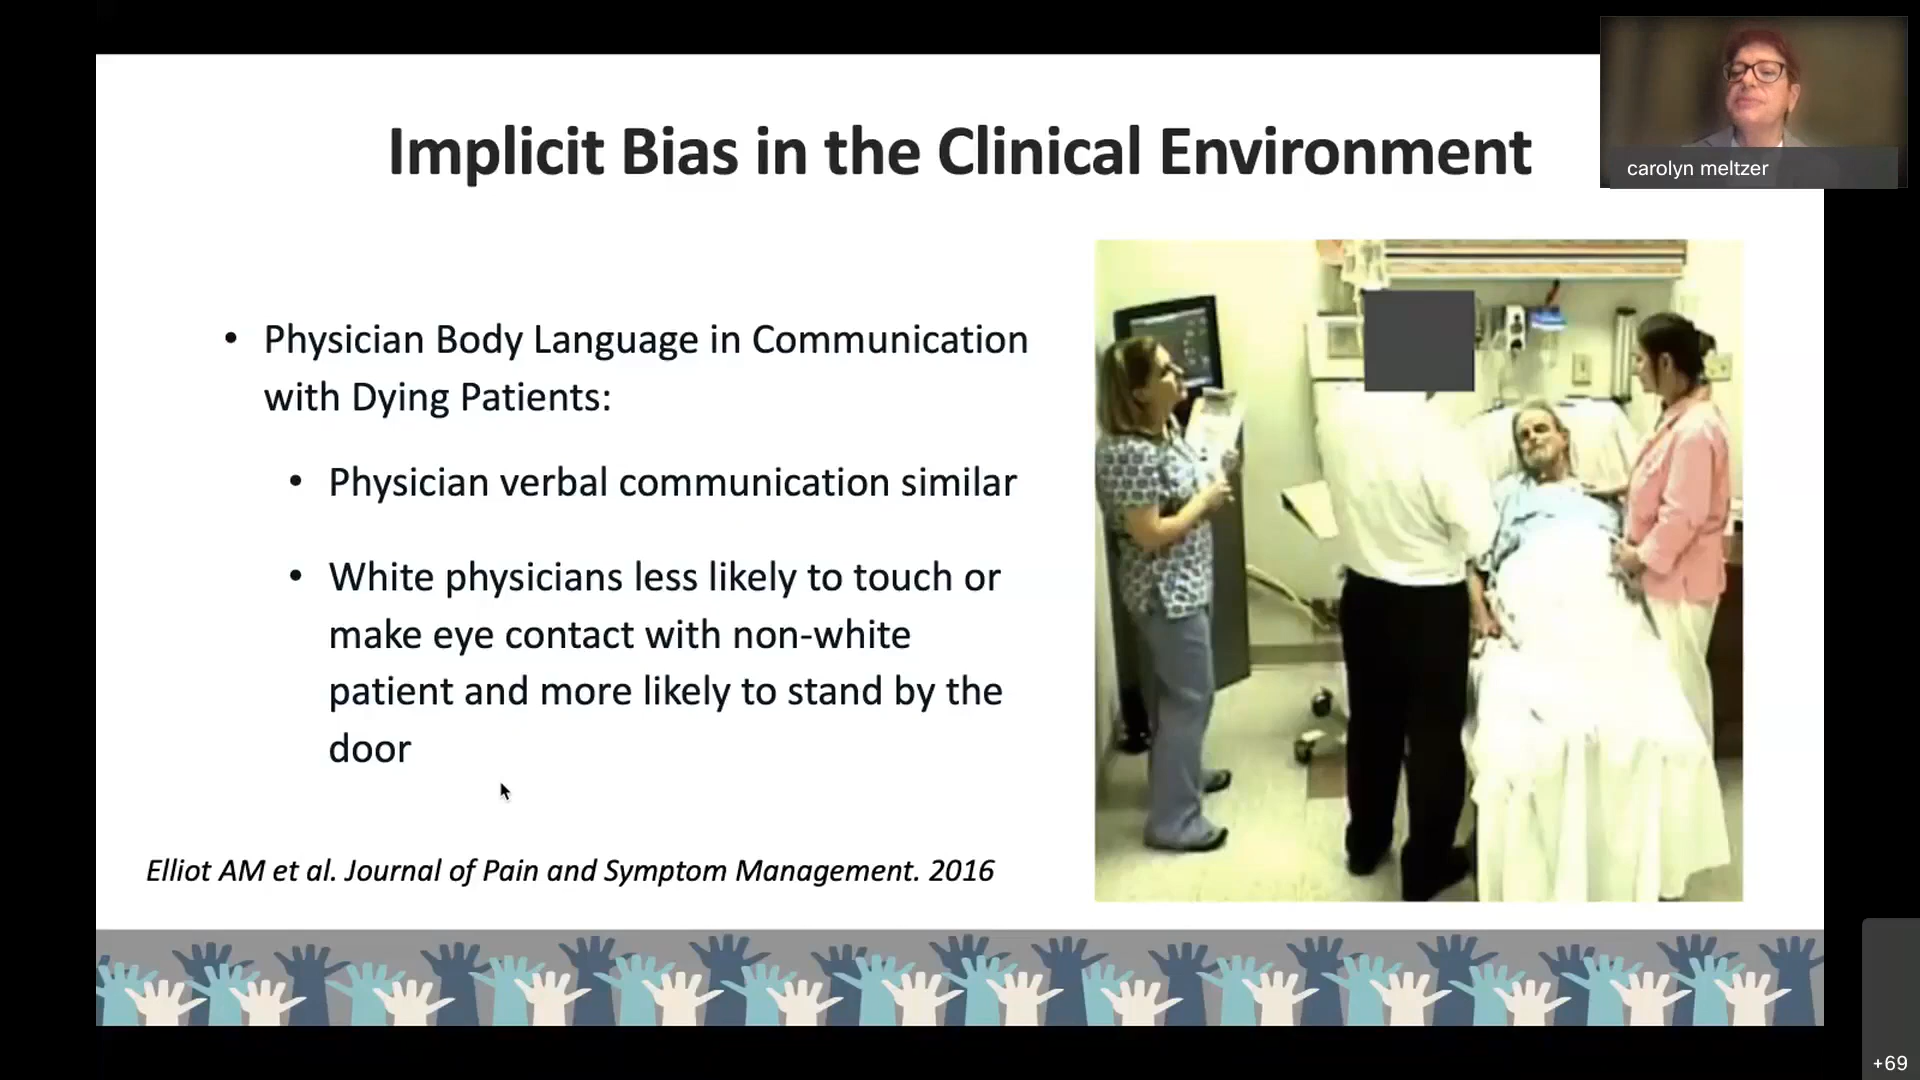 Implicit Bias in the Clinical Environment
carolyn meltzer
• Physician Body Language in Communication
with Dying Patients:
• Physician verbal communication similar
• White physicians less likely to touch or
make eye contact with non-white
patient and more likely to stand by the
door
Elliot AM et al. Journal of Pain and Symptom Management. 2016
+69